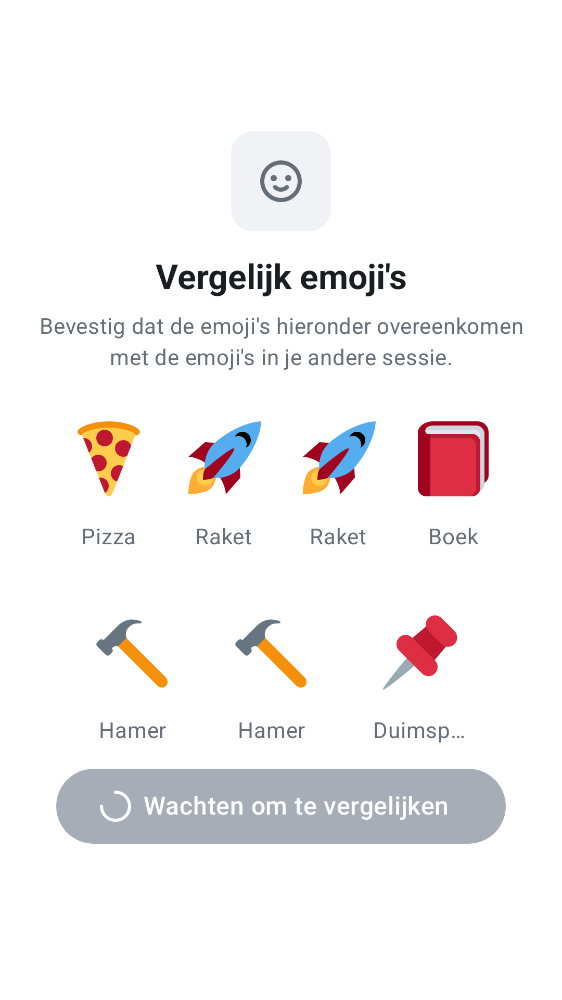 Vergelijk emoji's
Bevestig dat de emoji's hieronder overeenkomen
met de emoji's in je andere sessie.
Pizza Raket Raket Boek
Hamer Hamer Duimsp...
Wachten om te vergelijken